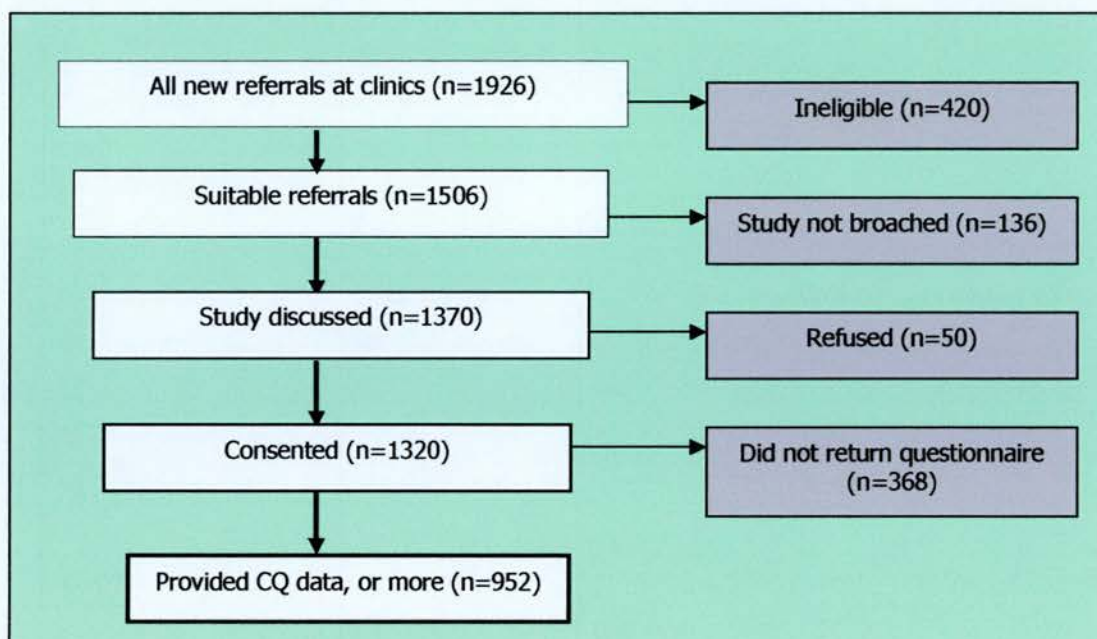 All new referrals at clinics (n=1926)
Ineligible (n=420)
Suitable referrals (n=1506)
Study not broached (n=136)
Study discussed (n=1370)
Refused (n=50)
Consented (n=1320)
Did not return questionnaire
(n=368)
Provided CQ data, or more (n=952)